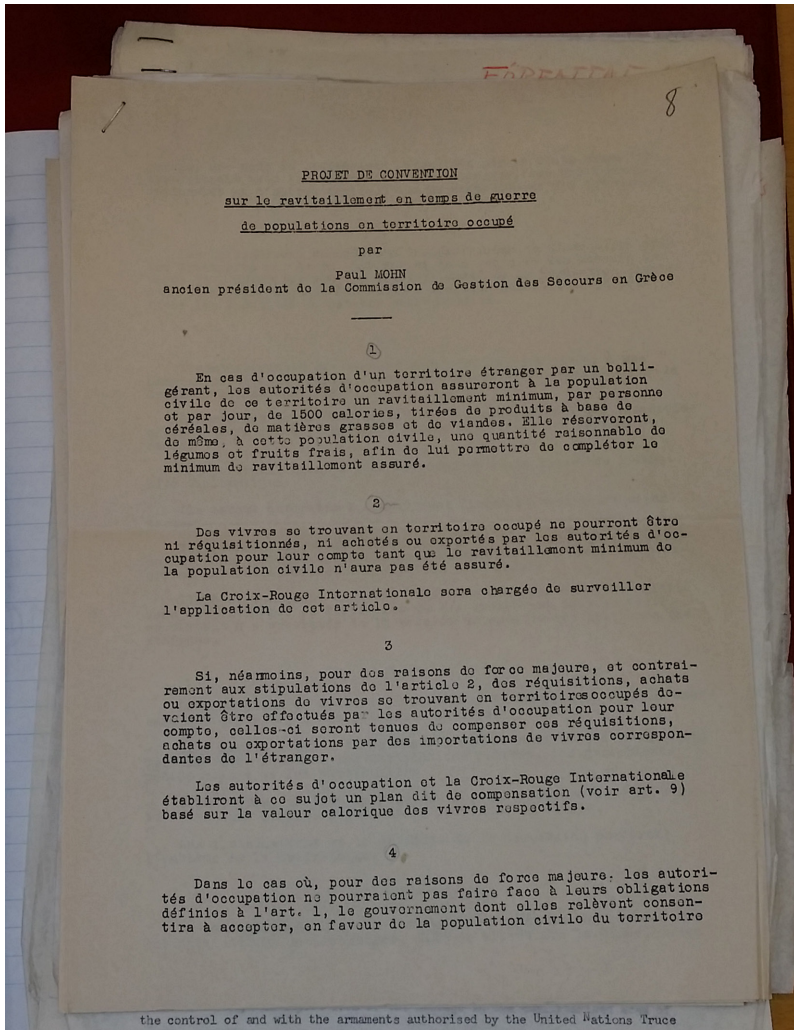 8
PROJET DE CONVENTION
sur le ravitaillement en temps de guerre
de populations en territoire occupé
par
Paul MOHN
ancien président de la Commission de Gestion des Secours en Grèce
1
En cas d'occupation d'un territoire étranger par un belli-
gérant, les autorités d'occupation assureront à la population
civile de ce territoire un ravitaillement minimum, par personne
et par jour, de 1500 calories, tirées de produits à base de
céréales, de matières grasses et de viandes. Elle réserveront,
de même, à cette population civile, une quantité raisonnable de
légumes et fruits frais, afin de lui permettre de compléter le
minimum de ravitaillement assuré.
2
Des vivres se trouvant en territoire occupé ne pourront être
ni réquisitionnés, ni achetés ou exportés par les autorités d'oc-
cupation pour leur compte tant que le ravitaillement minimum de
la population civile n'aura pas été assuré.
La Croix-Rouge Internationale sera chargée de surveiller
l'application de cet article.
3
Si, néanmoins, pour des raisons de force majeure, et contrai-
rement aux stipulations de l'article 2, des réquisitions, achats
ou exportations de vivres se trouvant en territoires occupés de-
vaient être effectués par les autorités d'occupation pour leur
compte, celles-ci seront tenues de compenser ces réquisitions,
achats ou exportations par des importations de vivres correspon-
dantes de l'étranger.
Les autorités d'occupation et la Croix-Rouge Internationale
établiront à ce sujet un plan dit de compensation (voir art. 9)
basé sur la valeur calorique des vivres respectifs.
4
Dans le cas où, pour des raisons de force majeure, les autori-
tés d'occupation ne pourraient pas faire face à leurs obligations
définies à l'art. 1, le gouvernement dont elles relèvent consen-
tira à accepter, en faveur de la population civile du territoire
the control of and with the armaments authorised by the United Nations Truce